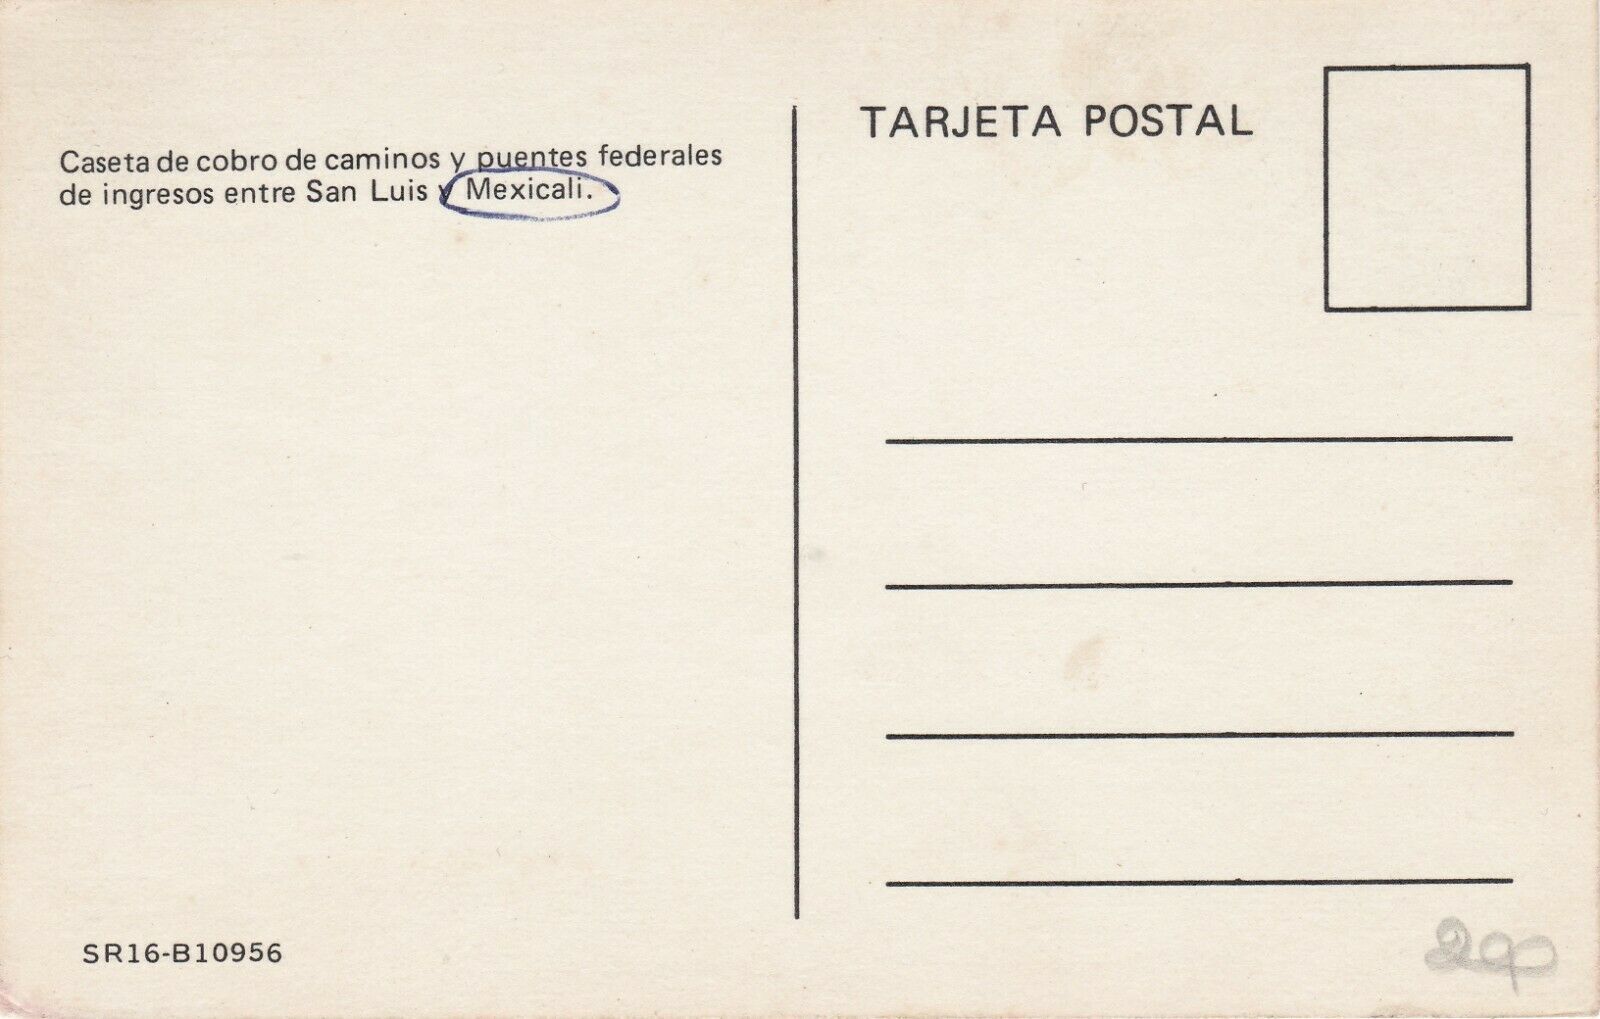 Caseta de cobro de caminos y puentes federales
de ingresos entre San Luis y Mexicali.
TARJETA POSTAL
SR16-B10956